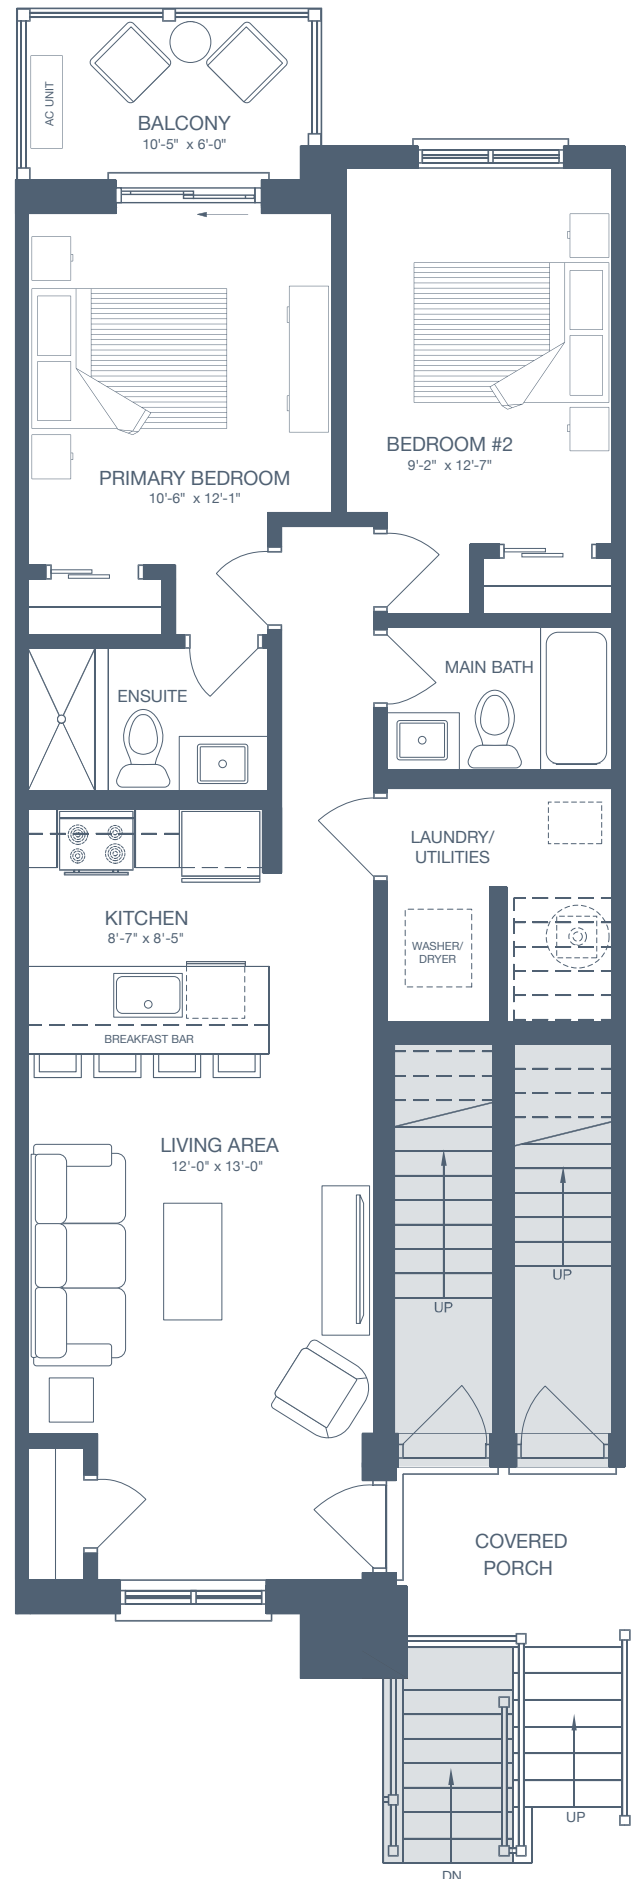 AC UNIT
BALCONY
10'-5" x 6'-0"
BEDROOM #2
9'-2" x 12'-7"
PRIMARY BEDROOM
10'-6" x 12'-1"
MAIN BATH
ENSUITE
LAUNDRY/
UTILITIES
KITCHEN
8'-7" x 8'-5"
WASHER/
DRYER
BREAKFAST BAR
LIVING AREA
12'-0" x 13'-0"
UP
UP
COVERED
PORCH
UP
DN